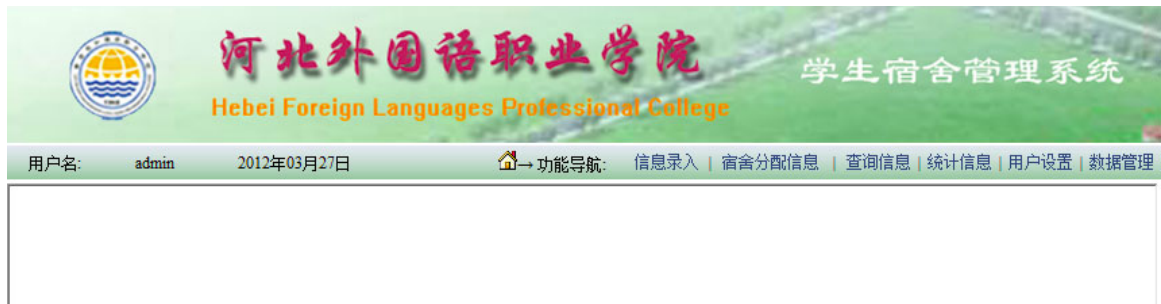 河北外国语职业学院
学生宿舍管理系统
Hebei Foreign Languages Professional College
用户名: admin 2012年03月27日 →功能导航: 信息录入 | 宿舍分配信息 | 查询信息 | 统计信息 | 用户设置 | 数据管理